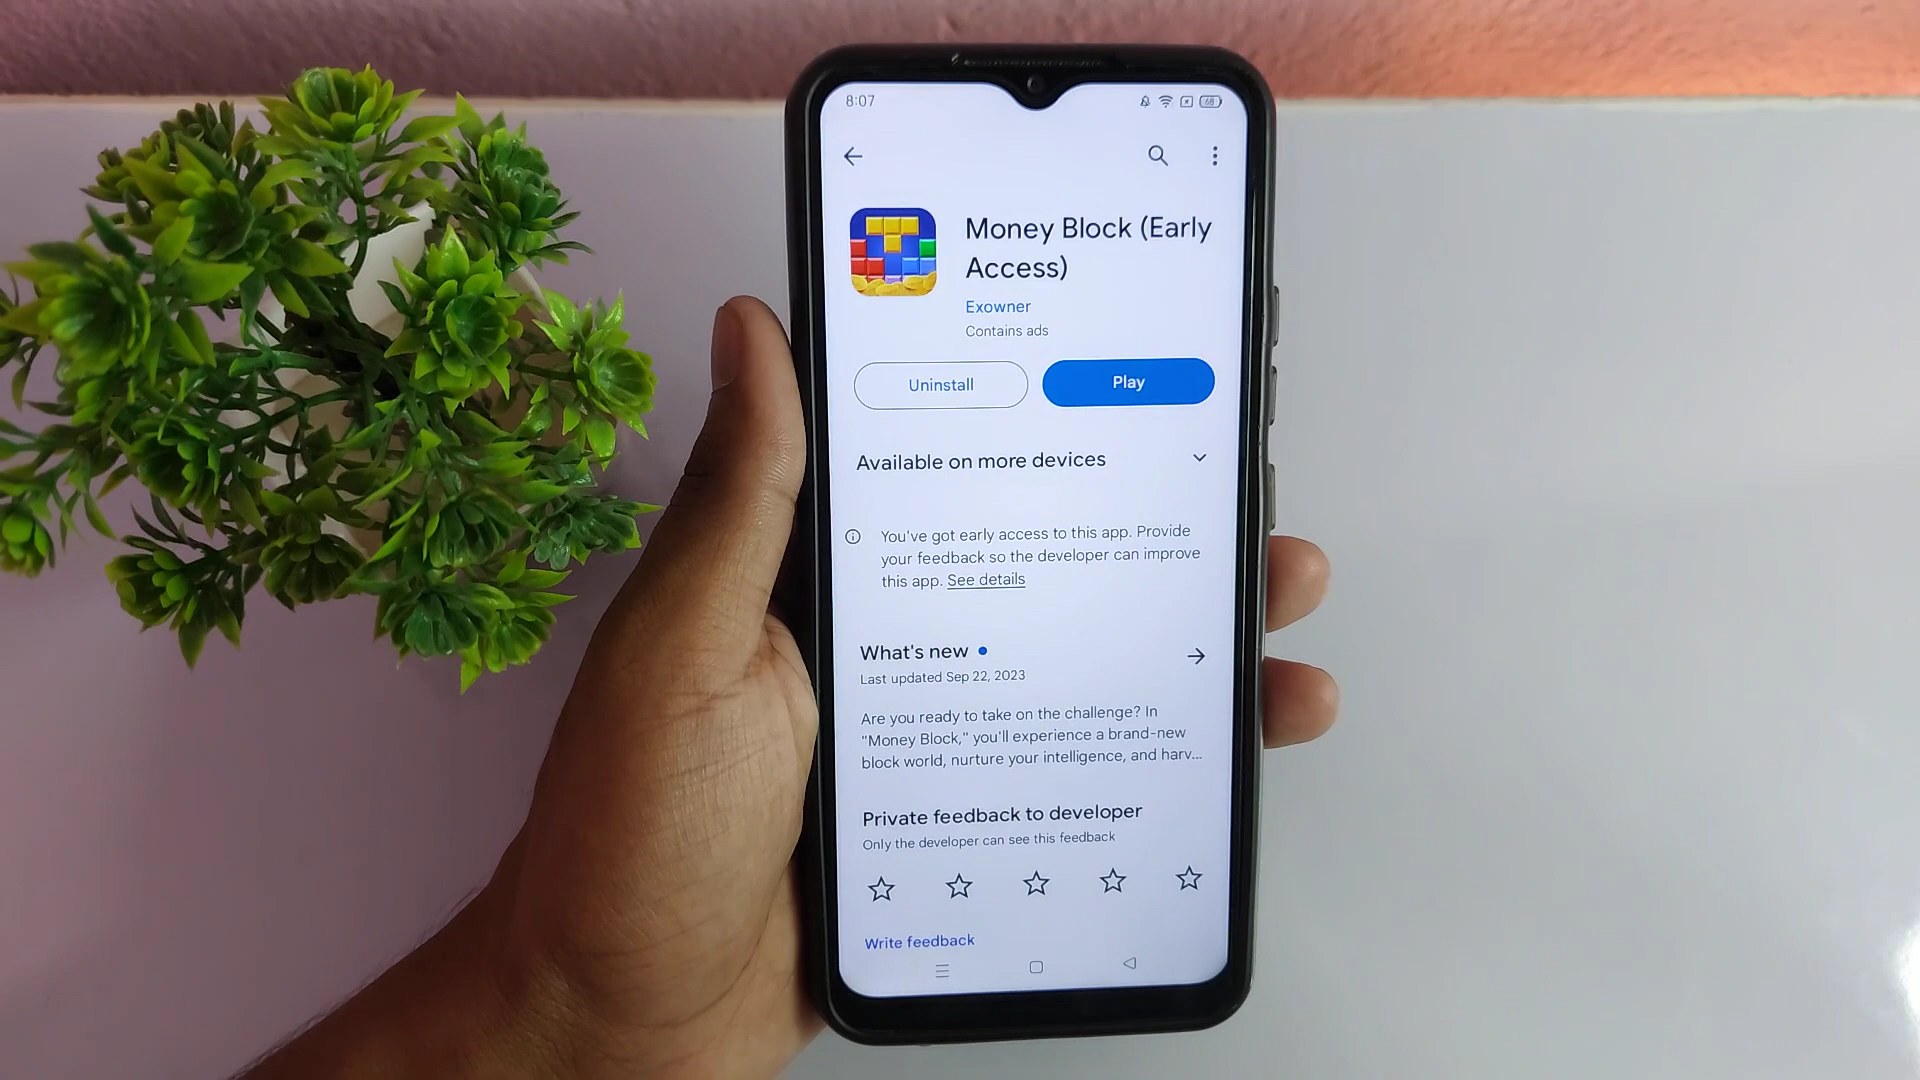 8:07
68
Money Block (Early
Access)
Exowner
Contains ads
Uninstall
Play
Available on more devices
You've got early access to this app. Provide
your feedback so the developer can improve
this app. See details
What's new
Last updated Sep 22, 2023
Are you ready to take on the challenge? In
"Money Block," you'll experience a brand-new
block world, nurture your intelligence, and harv...
Private feedback to developer
Only the developer can see this feedback
Write feedback